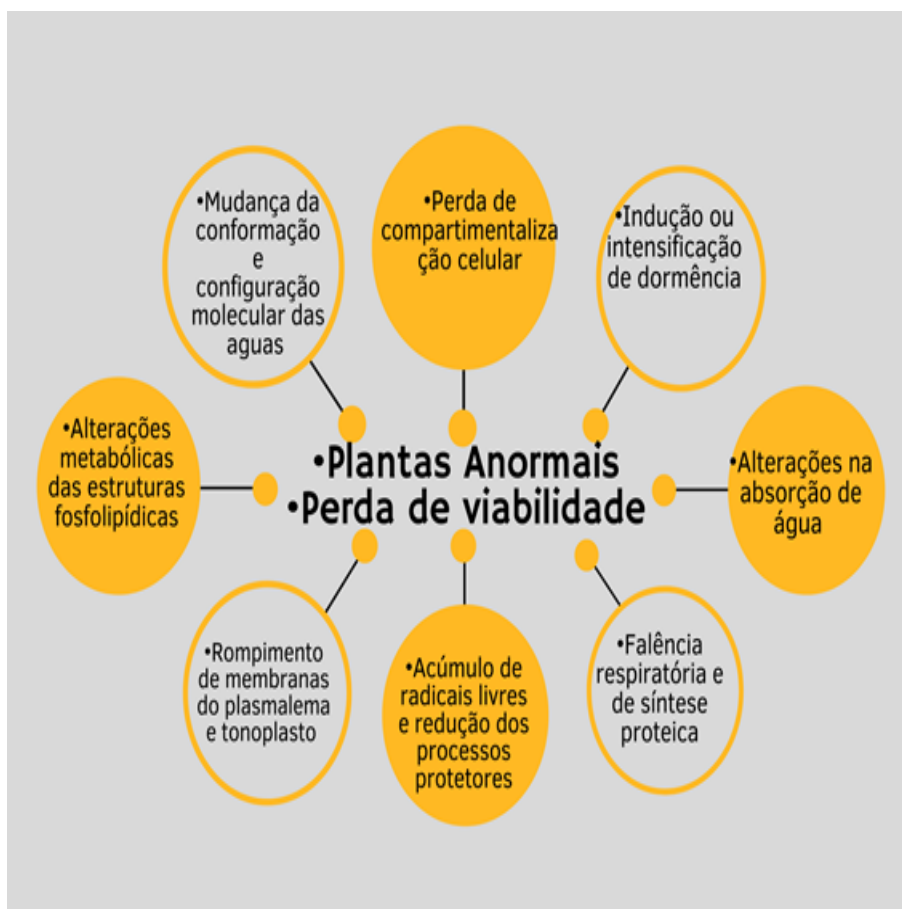 •Mudança da
conformação
e
configuração
molecular das
aguas
•Perda de
compartimentaliza
ção celular
•Indução ou
intensificação
de dormência
•Alterações
metabólicas
das estruturas
fosfolipídicas
•Plantas Anormais
•Perda de viabilidade
•Alterações na
absorção de
água
•Rompimento
de membranas
do plasmalema
e tonoplasto
•Acúmulo de
radicais livres
e redução dos
processos
protetores
•Falência
respiratória e
de síntese
proteica